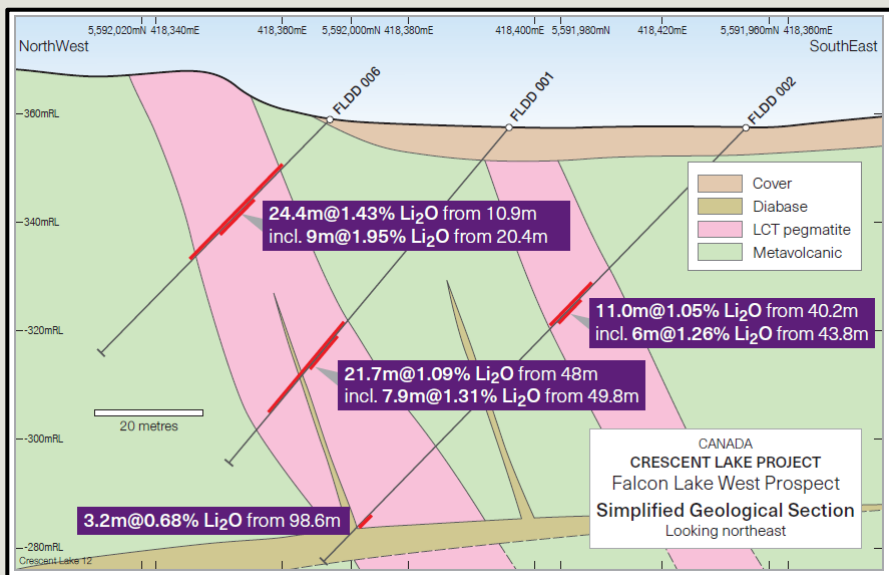 5,592,020mN 418,340mE 418,360mE 5,592,000mN 418,380mE 418,400mE 5,591,980mN 418,420mE 5,591,960mN 418,360mE
NorthWest SouthEast
FLDD 006
FLDD 001
FLDD 002
-360mRL
-340mRL
-320mRL
-300mRL
-280mRL
Cover
Diabase
LCT pegmatite
Metavolcanic
24.4m@1.43% Li₂O from 10.9m
incl. 9m@1.95% Li₂O from 20.4m
11.0m@1.05% Li₂O from 40.2m
incl. 6m@1.26% Li₂O from 43.8m
21.7m@1.09% Li₂O from 48m
incl. 7.9m@1.31% Li₂O from 49.8m
20 metres
3.2m@0.68% Li₂O from 98.6m
CANADA
CRESCENT LAKE PROJECT
Falcon Lake West Prospect
Simplified Geological Section
Looking northeast
Crescent Lake 12